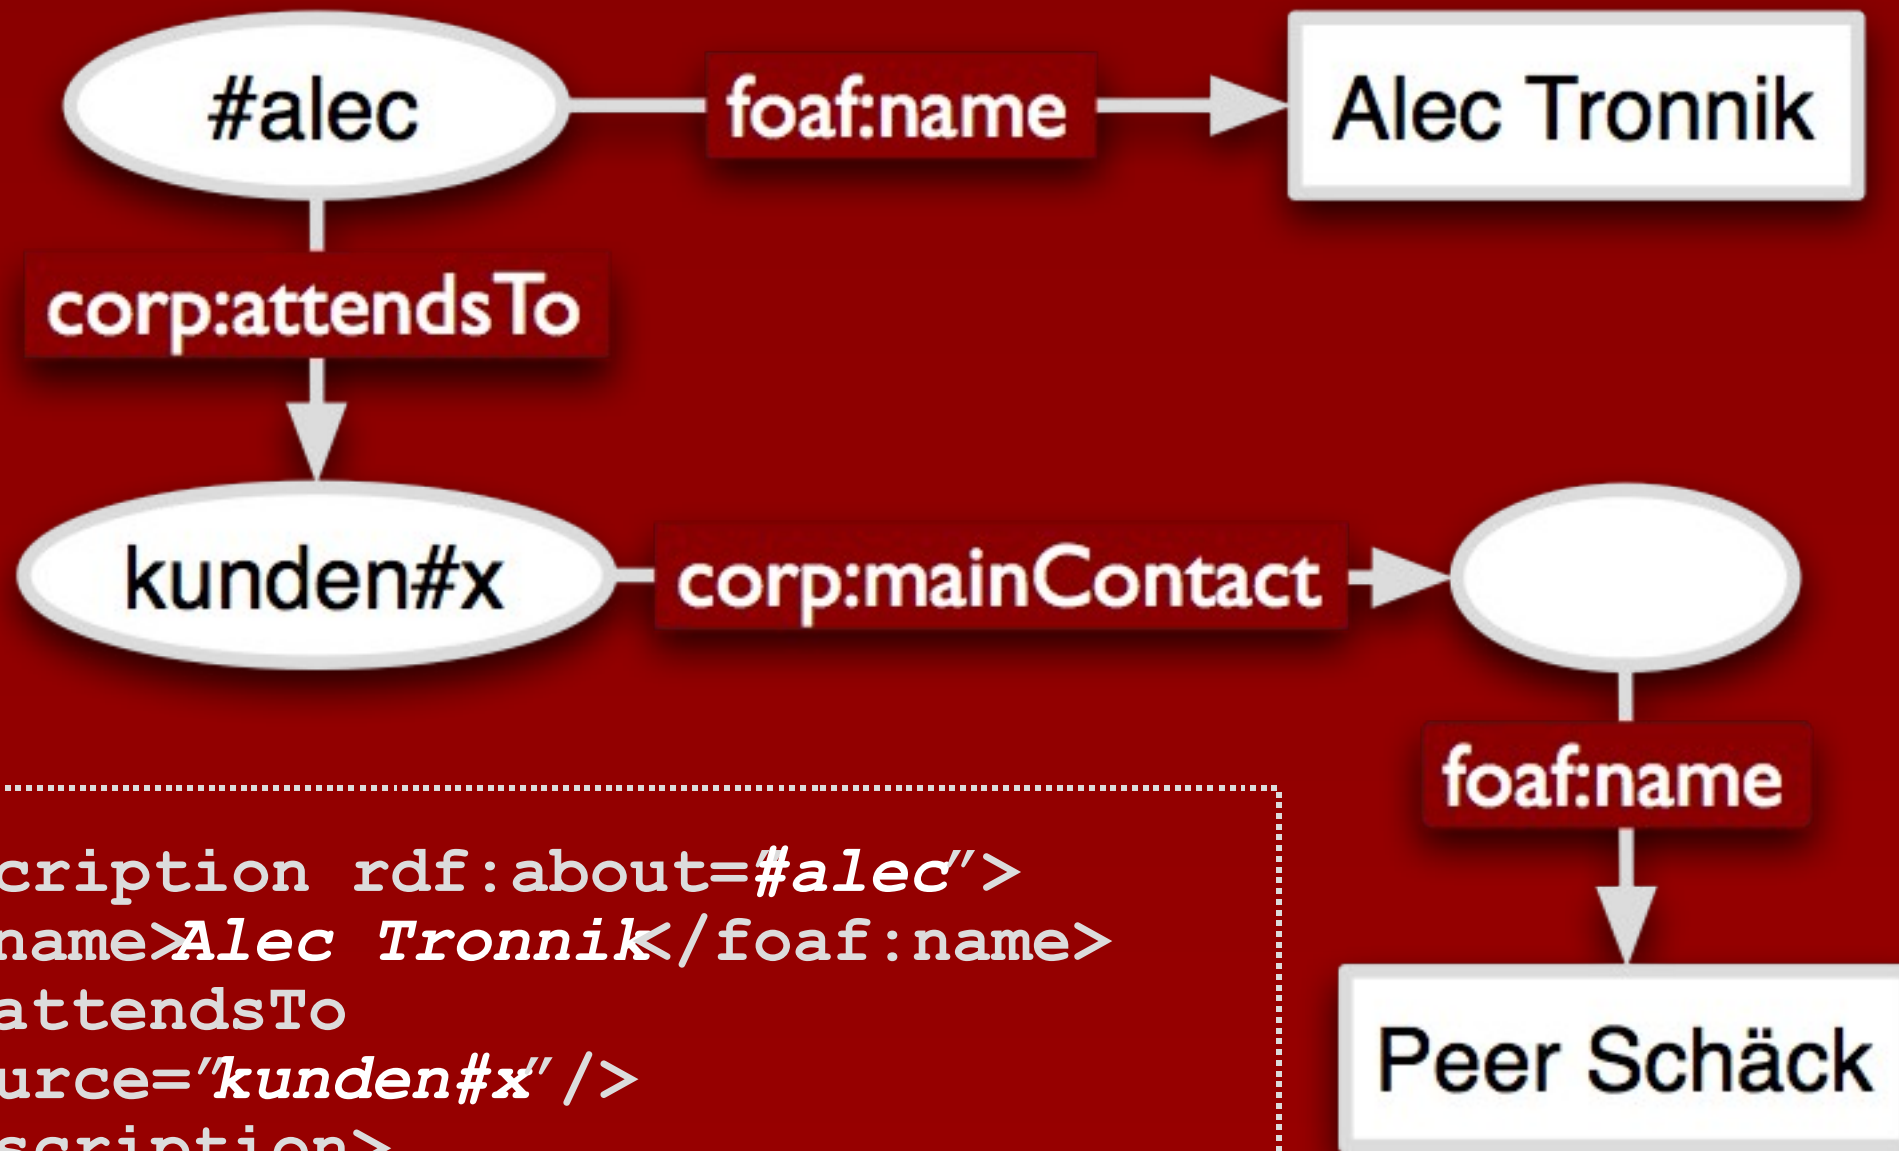 #alec
foaf:name
Alec Tronnik
corp:attendsTo
kunden#x
corp:mainContact
foaf:name
Peer Schäck
cription rdf:about="#alec">
name>Alec Tronnik</foaf:name>
attendsTo
urce="kunden#x"/>
scription>